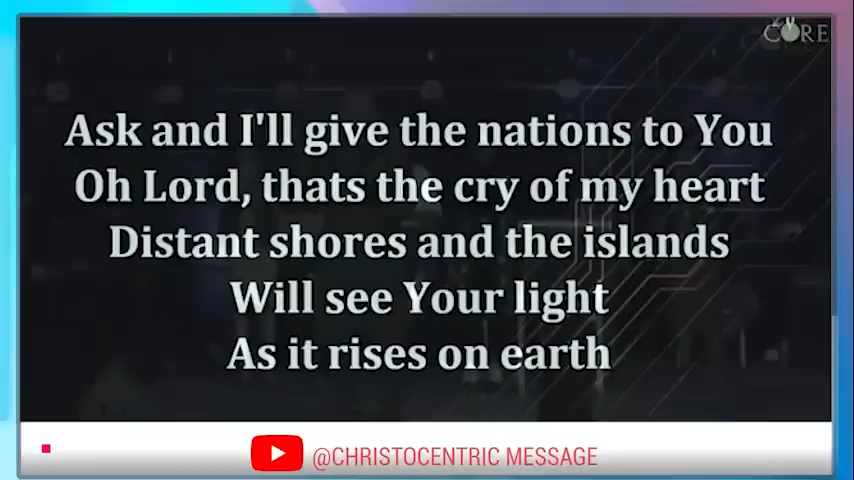 CORE
Ask and I'll give the nations to You
Oh Lord, thats the cry of my heart
Distant shores and the islands
Will see Your light
As it rises on earth
@CHRISTOCENTRIC MESSAGE